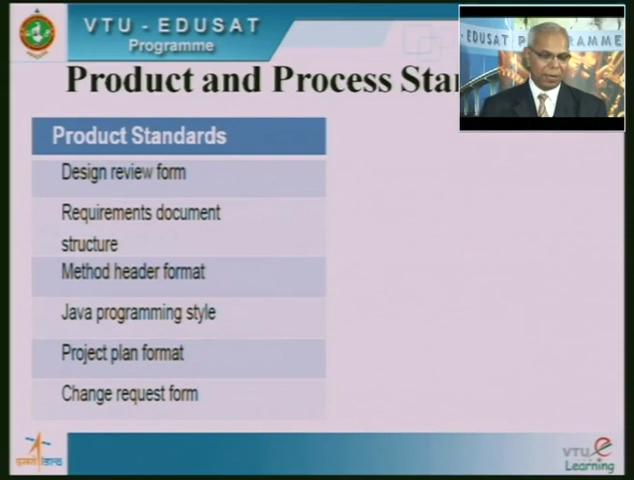 VTU - EDUSAT
Programme
- EDUSAT PROGRAMME
Product and Process Sta
Product Standards
Design review form
Requirements document
structure
Method header format
Java programming style
Project plan format
Change request form
VTU e
Learning